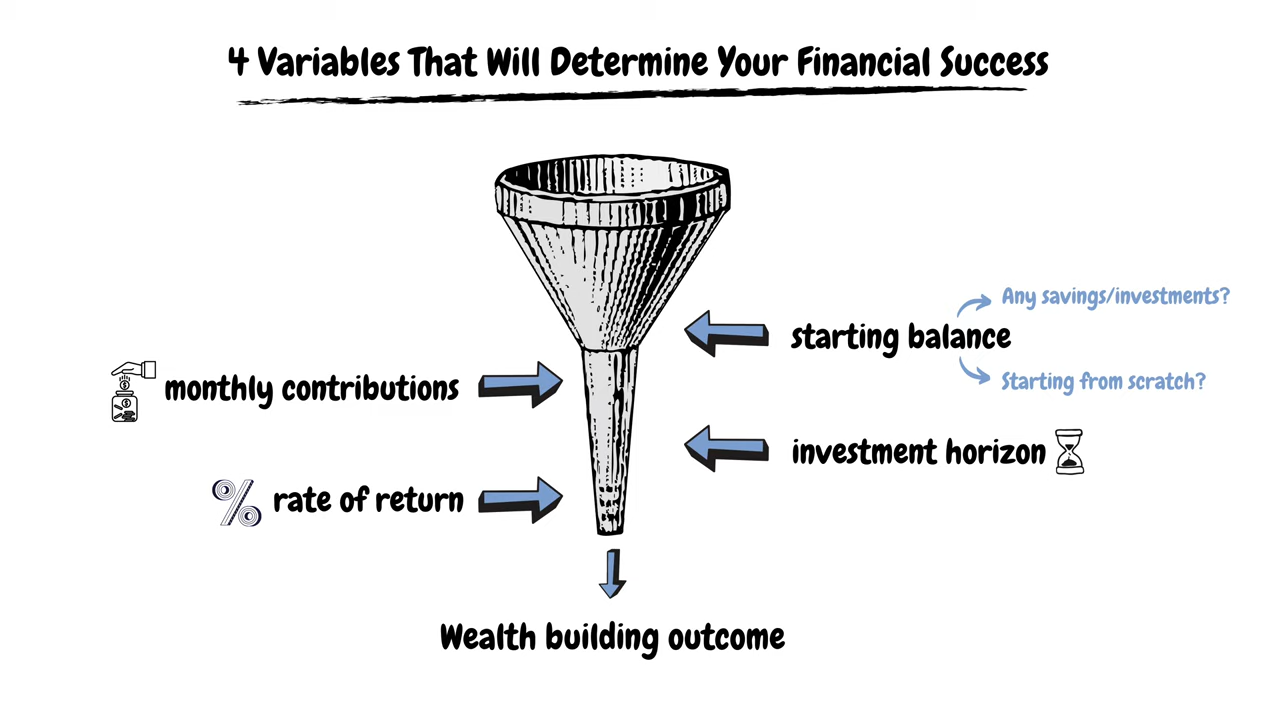 4 Variables That Will Determine Your Financial Success
Any savings/investments?
starting balance
Starting from scratch?
monthly contributions
investment horizon
% rate of return
Wealth building outcome